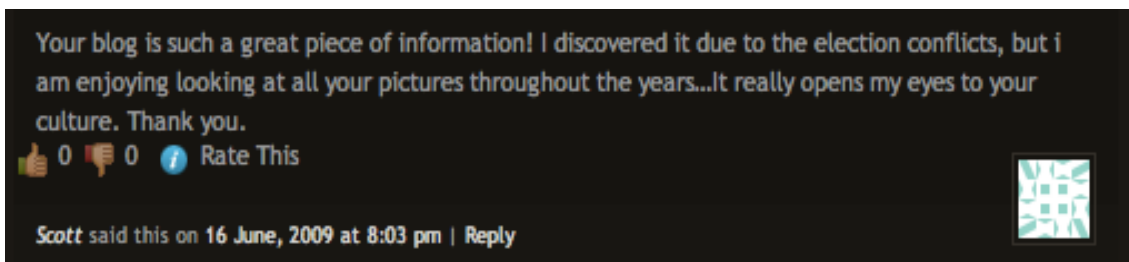 Your blog is such a great piece of information! I discovered it due to the election conflicts, but i
am enjoying looking at all your pictures throughout the years...It really opens my eyes to your
culture. Thank you.
0 0 i Rate This
Scott said this on 16 June, 2009 at 8:03 pm | Reply